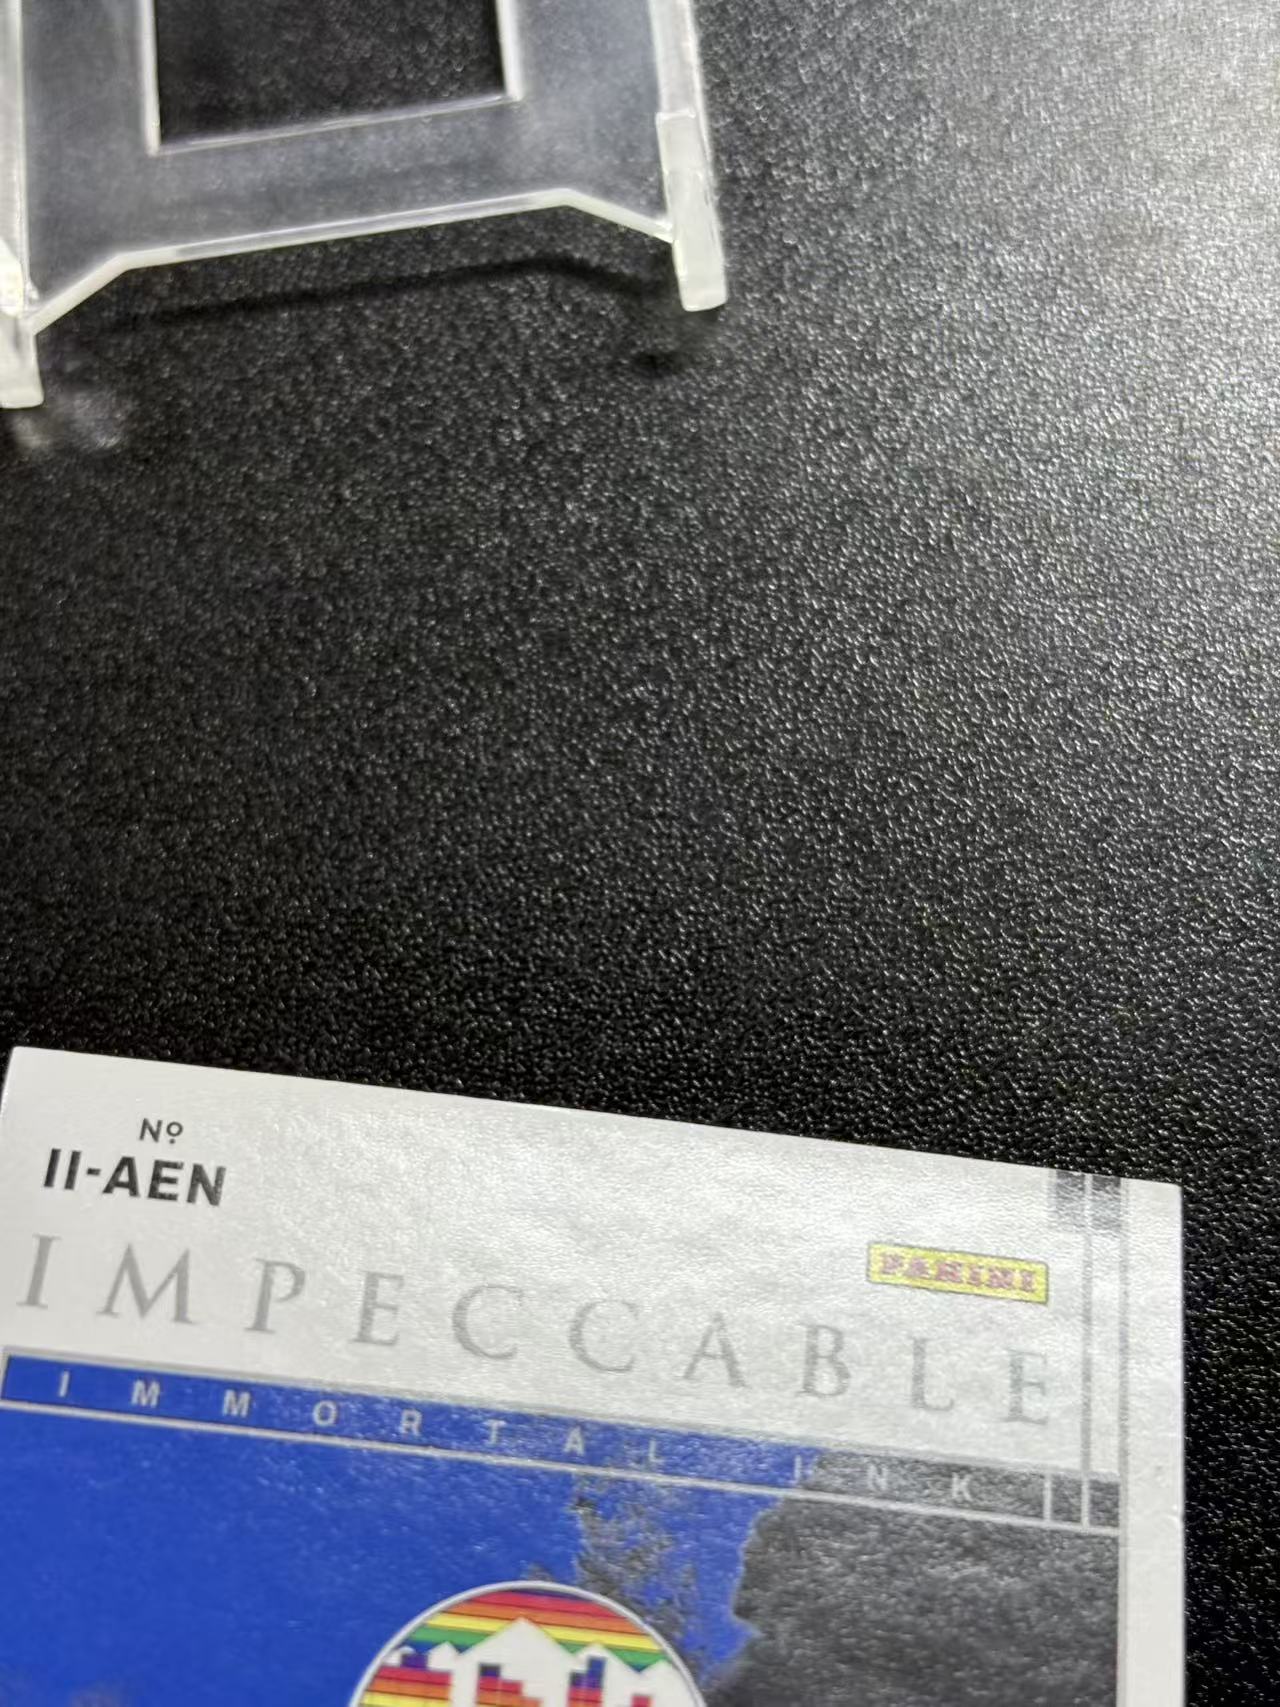 Nº
II-AEN
PANINI
IMPECCABLE
IMMORTAL INK